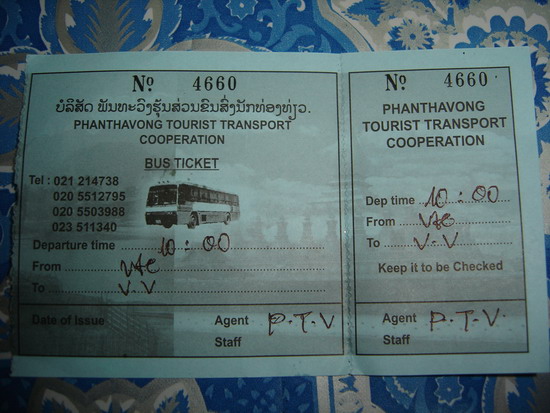 Nº 4660
ບໍລິສັດ ພັນທະວົງຮຸ້ນສ່ວນຂົນສົ່ງນັກທ່ອງທ່ຽວ.
PHANTHAVONG TOURIST TRANSPORT
COOPERATION
BUS TICKET
Tel : 021 214738
020 5512795
020 5503988
023 511340
Departure time 10:00
From Vte
To V.V
Date of Issue
Agent P.T.V
Staff
Nº 4660
PHANTHAVONG
TOURIST TRANSPORT
COOPERATION
Dep time 10:00
From Vte
To V.V
Keep it to be Checked
Agent P.T.V.
Staff